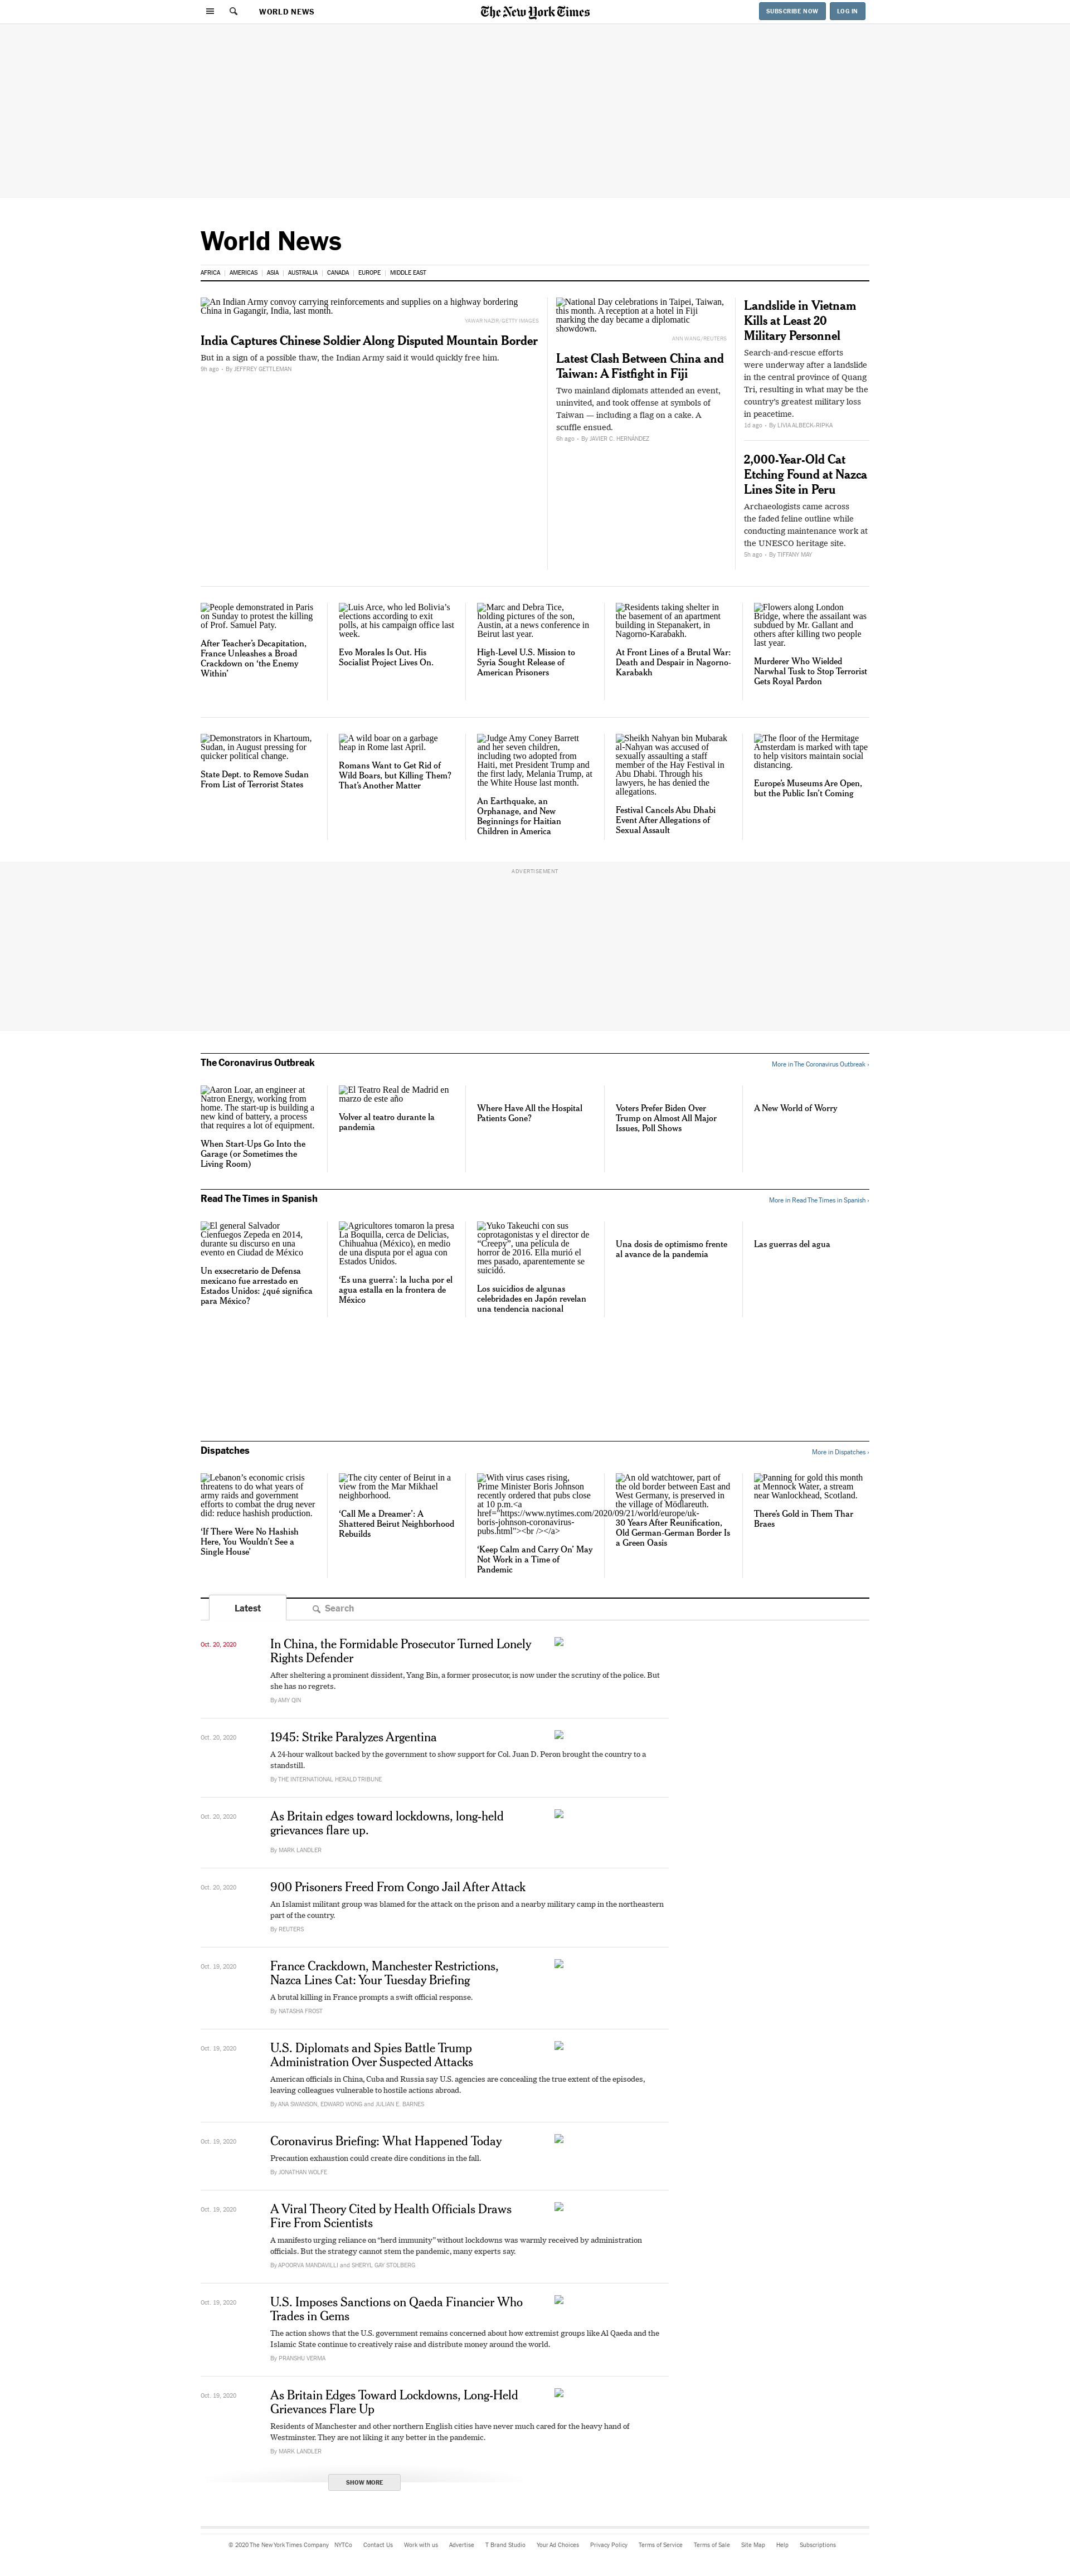 WORLD NEWS
The New York Times
SUBSCRIBE NOW
LOG IN
World News
AFRICA
AMERICAS
ASIA
AUSTRALIA
CANADA
EUROPE
MIDDLE EAST
An Indian Army convoy carrying reinforcements and supplies on a highway bordering
China in Gagangir, India, last month.
YAWAR NAZIR/GETTY IMAGES
India Captures Chinese Soldier Along Disputed Mountain Border
But in a sign of a possible thaw, the Indian Army said it would quickly free him.
9h ago - By JEFFREY GETTLEMAN
National Day celebrations in Taipei, Taiwan,
this month. A reception at a hotel in Fiji
marking the day became a diplomatic
showdown.
ANN WANG/REUTERS
Latest Clash Between China and
Taiwan: A Fistfight in Fiji
Two mainland diplomats attended an event,
uninvited, and took offense at symbols of
Taiwan — including a flag on a cake. A
scuffle ensued.
6h ago - By JAVIER C. HERNÁNDEZ
Landslide in Vietnam
Kills at Least 20
Military Personnel
Search-and-rescue efforts
were underway after a landslide
in the central province of Quang
Tri, resulting in what may be the
country's greatest military loss
in peacetime.
1d ago - By LIVIA ALBECK-RIPKA
2,000-Year-Old Cat
Etching Found at Nazca
Lines Site in Peru
Archaeologists came across
the faded feline outline while
conducting maintenance work at
the UNESCO heritage site.
5h ago - By TIFFANY MAY
People demonstrated in Paris
on Sunday to protest the killing
of Prof. Samuel Paty.
After Teacher's Decapitation,
France Unleashes a Broad
Crackdown on 'the Enemy
Within'
Luis Arce, who led Bolivia's
elections according to exit
polls, at his campaign office last
week.
Evo Morales Is Out. His
Socialist Project Lives On.
Marc and Debra Tice,
holding pictures of the son,
Austin, at a news conference in
Beirut last year.
High-Level U.S. Mission to
Syria Sought Release of
American Prisoners
Residents taking shelter in
the basement of an apartment
building in Stepanakert, in
Nagorno-Karabakh.
At Front Lines of a Brutal War:
Death and Despair in Nagorno-
Karabakh
Flowers along London
Bridge, where the assailant was
subdued by Mr. Gallant and
others after killing two people
last year.
Murderer Who Wielded
Narwhal Tusk to Stop Terrorist
Gets Royal Pardon
Demonstrators in Khartoum,
Sudan, in August pressing for
quicker political change.
State Dept. to Remove Sudan
From List of Terrorist States
A wild boar on a garbage
heap in Rome last April.
Romans Want to Get Rid of
Wild Boars, but Killing Them?
That's Another Matter
Judge Amy Coney Barrett
and her seven children,
including two adopted from
Haiti, met President Trump and
the first lady, Melania Trump, at
the White House last month.
An Earthquake, an
Orphanage, and New
Beginnings for Haitian
Children in America
Sheikh Nahyan bin Mubarak
al-Nahyan was accused of
sexually assaulting a staff
member of the Hay Festival in
Abu Dhabi. Through his
lawyers, he has denied the
allegations.
Festival Cancels Abu Dhabi
Event After Allegations of
Sexual Assault
The floor of the Hermitage
Amsterdam is marked with tape
to help visitors maintain social
distancing.
Europe's Museums Are Open,
but the Public Isn't Coming
ADVERTISEMENT
The Coronavirus Outbreak
More in The Coronavirus Outbreak ›
Aaron Loar, an engineer at
Natron Energy, working from
home. The start-up is building a
new kind of battery, a process
that requires a lot of equipment.
When Start-Ups Go Into the
Garage (or Sometimes the
Living Room)
El Teatro Real de Madrid en
marzo de este año
Volver al teatro durante la
pandemia
Where Have All the Hospital
Patients Gone?
Voters Prefer Biden Over
Trump on Almost All Major
Issues, Poll Shows
A New World of Worry
Read The Times in Spanish
More in Read The Times in Spanish ›
El general Salvador
Cienfuegos Zepeda en 2014,
durante su discurso en una
evento en Ciudad de México
Un exsecretario de Defensa
mexicano fue arrestado en
Estados Unidos: ¿qué significa
para México?
Agricultores tomaron la presa
La Boquilla, cerca de Delicias,
Chihuahua (México), en medio
de una disputa por el agua con
Estados Unidos.
'Es una guerra': la lucha por el
agua estalla en la frontera de
México
Yuko Takeuchi con sus
coprotagonistas y el director de
"Creepy", una película de
horror de 2016. Ella murió el
mes pasado, aparentemente se
suicidó.
Los suicidios de algunas
celebridades en Japón revelan
una tendencia nacional
Una dosis de optimismo frente
al avance de la pandemia
Las guerras del agua
Dispatches
More in Dispatches ›
Lebanon's economic crisis
threatens to do what years of
army raids and government
efforts to combat the drug never
did: reduce hashish production.
'If There Were No Hashish
Here, You Wouldn't See a
Single House'
The city center of Beirut in a
view from the Mar Mikhael
neighborhood.
'Call Me a Dreamer': A
Shattered Beirut Neighborhood
Rebuilds
With virus cases rising,
Prime Minister Boris Johnson
recently ordered that pubs close
at 10 p.m.<a
href="https://www.nytimes.com/2020/09/21/world/europe/uk-
boris-johnson-coronavirus-
pubs.html"><br /></a>
'Keep Calm and Carry On' May
Not Work in a Time of
Pandemic
An old watchtower, part of
the old border between East and
West Germany, is preserved in
the village of Mödlareuth.
30 Years After Reunification,
Old German-German Border Is
a Green Oasis
Panning for gold this month
at Mennock Water, a stream
near Wanlockhead, Scotland.
There's Gold in Them Thar
Braes
Latest
Search
Oct. 20, 2020
In China, the Formidable Prosecutor Turned Lonely
Rights Defender
After sheltering a prominent dissident, Yang Bin, a former prosecutor, is now under the scrutiny of the police. But
she has no regrets.
By AMY QIN
Oct. 20, 2020
1945: Strike Paralyzes Argentina
A 24-hour walkout backed by the government to show support for Col. Juan D. Peron brought the country to a
standstill.
By THE INTERNATIONAL HERALD TRIBUNE
Oct. 20, 2020
As Britain edges toward lockdowns, long-held
grievances flare up.
By MARK LANDLER
Oct. 20, 2020
900 Prisoners Freed From Congo Jail After Attack
An Islamist militant group was blamed for the attack on the prison and a nearby military camp in the northeastern
part of the country.
By REUTERS
Oct. 19, 2020
France Crackdown, Manchester Restrictions,
Nazca Lines Cat: Your Tuesday Briefing
A brutal killing in France prompts a swift official response.
By NATASHA FROST
Oct. 19, 2020
U.S. Diplomats and Spies Battle Trump
Administration Over Suspected Attacks
American officials in China, Cuba and Russia say U.S. agencies are concealing the true extent of the episodes,
leaving colleagues vulnerable to hostile actions abroad.
By ANA SWANSON, EDWARD WONG and JULIAN E. BARNES
Oct. 19, 2020
Coronavirus Briefing: What Happened Today
Precaution exhaustion could create dire conditions in the fall.
By JONATHAN WOLFE
Oct. 19, 2020
A Viral Theory Cited by Health Officials Draws
Fire From Scientists
A manifesto urging reliance on "herd immunity" without lockdowns was warmly received by administration
officials. But the strategy cannot stem the pandemic, many experts say.
By APOORVA MANDAVILLI and SHERYL GAY STOLBERG
Oct. 19, 2020
U.S. Imposes Sanctions on Qaeda Financier Who
Trades in Gems
The action shows that the U.S. government remains concerned about how extremist groups like Al Qaeda and the
Islamic State continue to creatively raise and distribute money around the world.
By PRANSHU VERMA
Oct. 19, 2020
As Britain Edges Toward Lockdowns, Long-Held
Grievances Flare Up
Residents of Manchester and other northern English cities have never much cared for the heavy hand of
Westminster. They are not liking it any better in the pandemic.
By MARK LANDLER
SHOW MORE
© 2020 The New York Times Company
NYTCo
Contact Us
Work with us
Advertise
T Brand Studio
Your Ad Choices
Privacy Policy
Terms of Service
Terms of Sale
Site Map
Help
Subscriptions